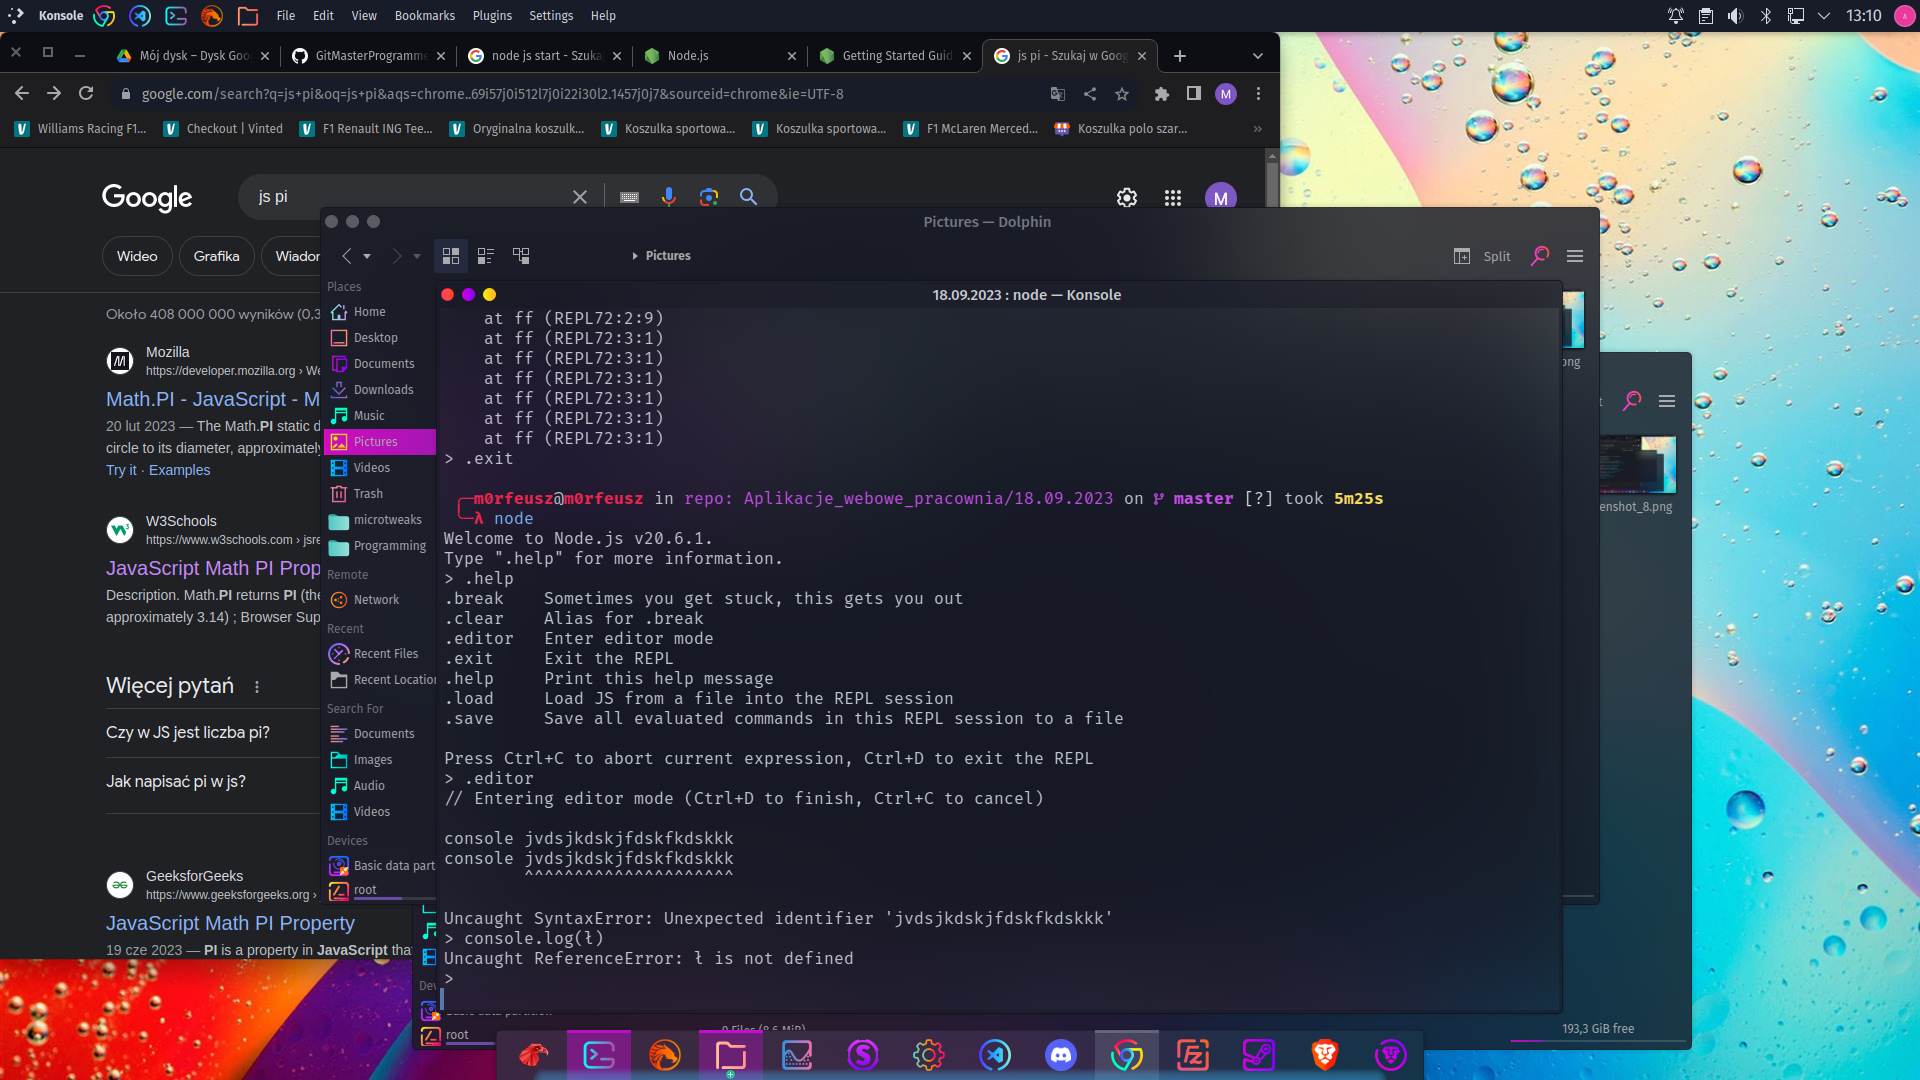 Konsole
File Edit View Bookmarks Plugins Settings Help
13:10
Mój dysk – Dysk Goo
GitMasterProgramme
node js start - Szuka
Node.js
Getting Started Guid
js pi - Szukaj w Goog
google.com/search?q=js+pi&oq=js+pi&aqs=chrome..69i57j0i512l7j0i22i30l2.1457j0j7&sourceid=chrome&ie=UTF-8
M
Williams Racing F1...
Checkout | Vinted
F1 Renault ING Tee...
Oryginalna koszulk...
Koszulka sportowa...
Koszulka sportowa...
F1 McLaren Merced...
Koszulka polo szar...
Google
js pi
M
Wideo
Grafika
Wiadom
Około 408 000 000 wyników (0,3
Mozilla
https://developer.mozilla.org › We
Math.PI - JavaScript - M
20 lut 2023 — The Math.PI static d
circle to its diameter, approximately
Try it · Examples
W3Schools
https://www.w3schools.com › jsre
JavaScript Math PI Prop
Description. Math.PI returns PI (the
approximately 3.14) ; Browser Sup
Więcej pytań
Czy w JS jest liczba pi?
Jak napisać pi w js?
GeeksforGeeks
https://www.geeksforgeeks.org ›
JavaScript Math PI Property
19 cze 2023 — PI is a property in JavaScript that
Pictures — Dolphin
Pictures
Split
Places
Home
Desktop
Documents
Downloads
Music
Pictures
Videos
Trash
microtweaks
Programming
Remote
Network
Recent
Recent Files
Recent Location
Search For
Documents
Images
Audio
Videos
Devices
Basic data part
root
18.09.2023 : node — Konsole
at ff (REPL72:2:9)
at ff (REPL72:3:1)
at ff (REPL72:3:1)
at ff (REPL72:3:1)
at ff (REPL72:3:1)
at ff (REPL72:3:1)
at ff (REPL72:3:1)
> .exit
m0rfeusz@m0rfeusz in repo: Aplikacje_webowe_pracownia/18.09.2023 on master [?] took 5m25s
λ node
Welcome to Node.js v20.6.1.
Type ".help" for more information.
> .help
.break Sometimes you get stuck, this gets you out
.clear Alias for .break
.editor Enter editor mode
.exit Exit the REPL
.help Print this help message
.load Load JS from a file into the REPL session
.save Save all evaluated commands in this REPL session to a file
Press Ctrl+C to abort current expression, Ctrl+D to exit the REPL
> .editor
// Entering editor mode (Ctrl+D to finish, Ctrl+C to cancel)
console jvdsjkdskjfdskfkdskkk
console jvdsjkdskjfdskfkdskkk
^^^^^^^^^^^^^^^^^^^^^
Uncaught SyntaxError: Unexpected identifier 'jvdsjkdskjfdskfkdskkk'
> console.log(ł)
Uncaught ReferenceError: ł is not defined
>
png
enshot_8.png
Dev
root
193,3 GiB free